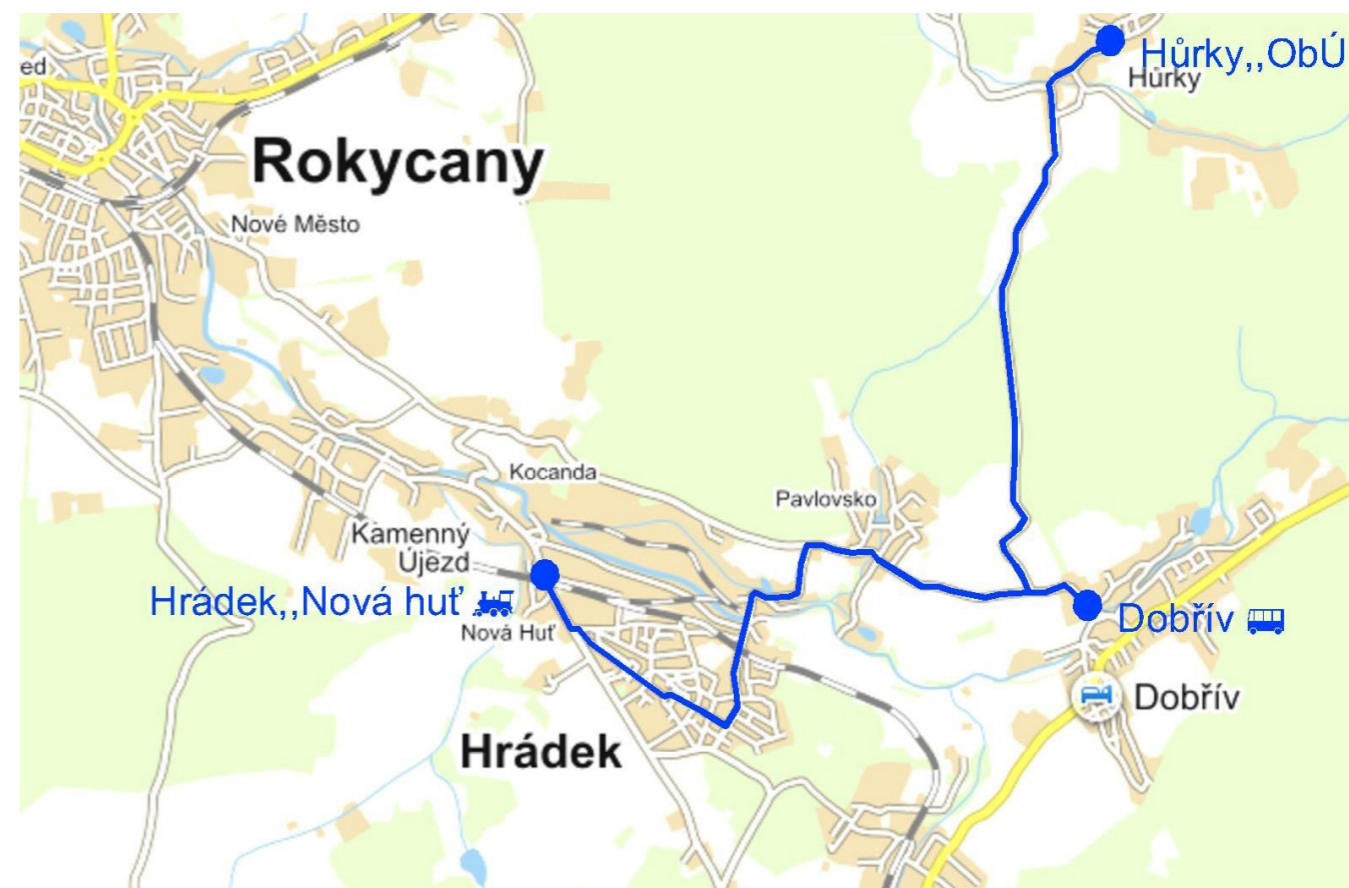 Hůrky,,ObÚ
ed
Hůrky
Rokycany
Nové Město
Kocanda
Pavlovsko
Kamenný
Újezd
Hrádek,,Nová huť
Dobřív
Nová Huť
Dobřív
Hrádek